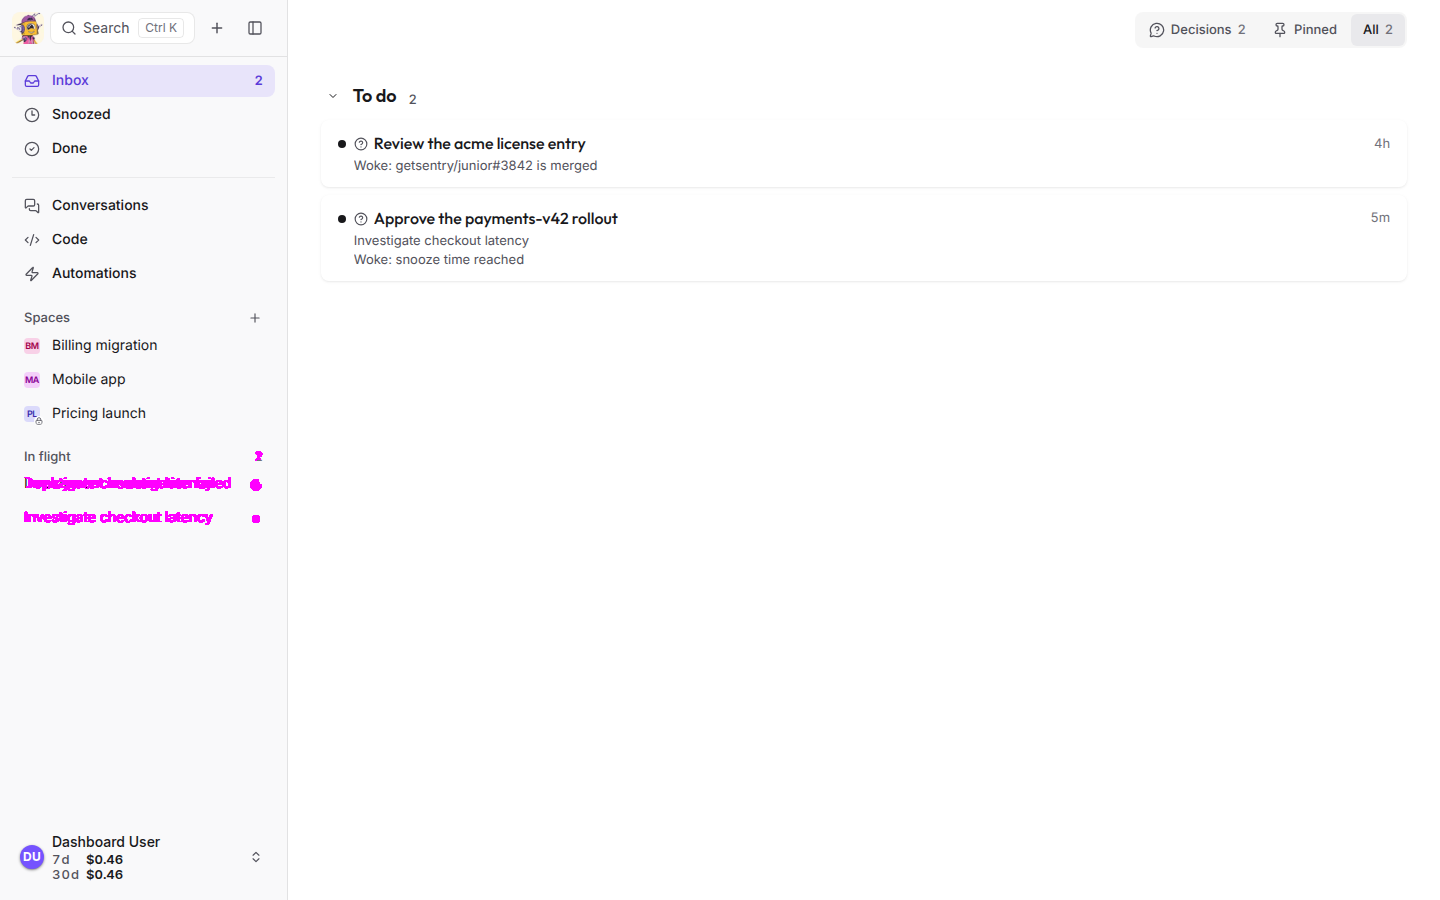 Search Ctrl K
Inbox 2
Snoozed
Done
Conversations
Code
Automations
Spaces
BM Billing migration
MA Mobile app
PL Pricing launch
In flight
Investigate checkout latency
DU Dashboard User
7d $0.46
30d $0.46
Decisions 2
Pinned
All 2
To do 2
Review the acme license entry 4h
Woke: getsentry/junior#3842 is merged
Approve the payments-v42 rollout 5m
Investigate checkout latency
Woke: snooze time reached